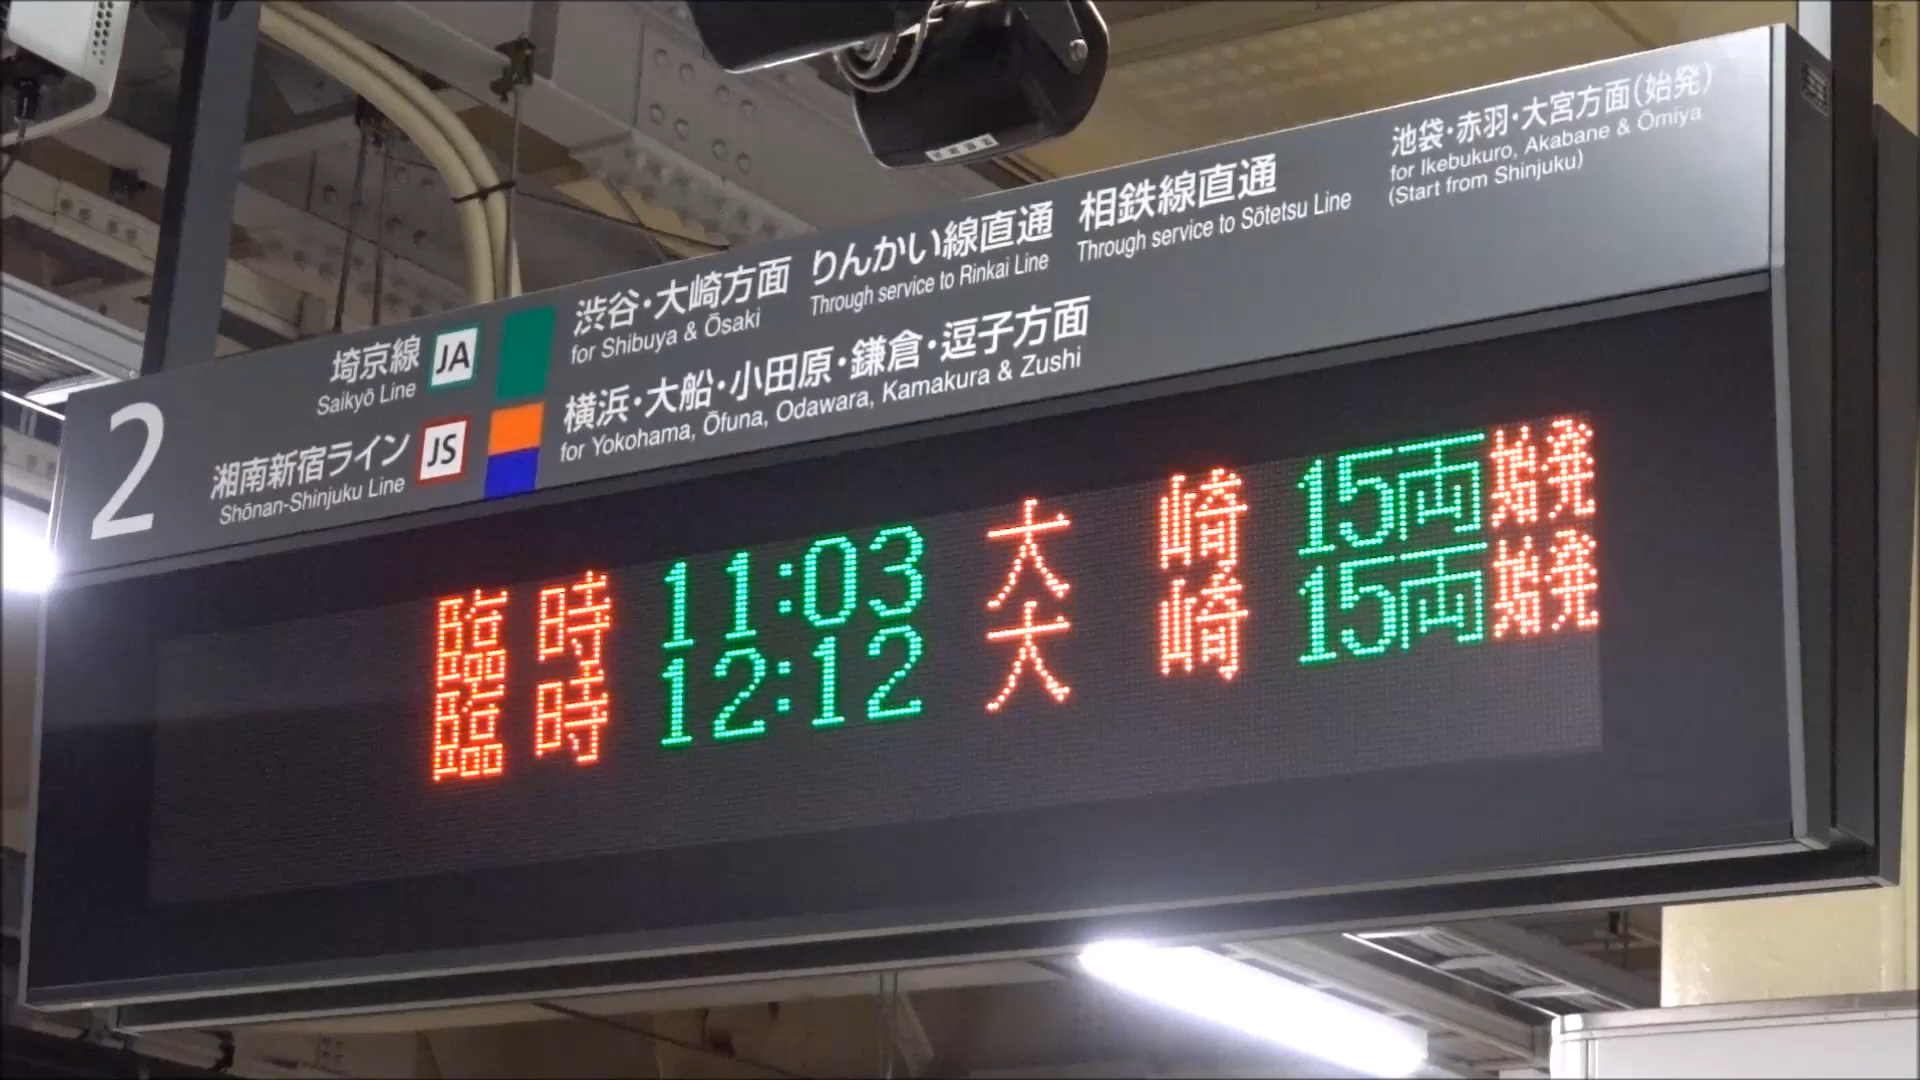 2
埼京線 JA
Saikyō Line
渋谷・大崎方面 りんかい線直通 相鉄線直通
for Shibuya & Ōsaki Through service to Rinkai Line Through service to Sōtetsu Line
池袋・赤羽・大宮方面(始発)
for Ikebukuro, Akabane & Ōmiya
(Start from Shinjuku)
湘南新宿ライン JS
Shōnan-Shinjuku Line
横浜・大船・小田原・鎌倉・逗子方面
for Yokohama, Ōfuna, Odawara, Kamakura & Zushi
臨時 11:03 大崎 15両 始発
臨時 12:12 大崎 15両 始発